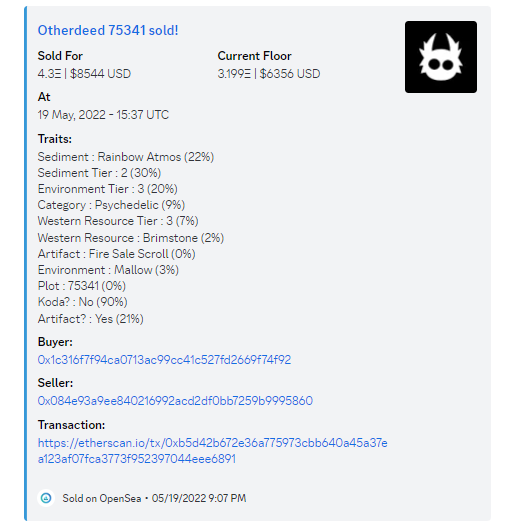 Otherdeed 75341 sold!
Sold For
Current Floor
4.3Ξ | $8544 USD
3.199Ξ | $6356 USD
At
19 May, 2022 - 15:37 UTC
Traits:
Sediment : Rainbow Atmos (22%)
Sediment Tier : 2 (30%)
Environment Tier : 3 (20%)
Category : Psychedelic (9%)
Western Resource Tier : 3 (7%)
Western Resource : Brimstone (2%)
Artifact : Fire Sale Scroll (0%)
Environment : Mallow (3%)
Plot : 75341 (0%)
Koda? : No (90%)
Artifact? : Yes (21%)
Buyer:
0x1c316f7f94ca0713ac99cc41c527fd2669f74f92
Seller:
0x084e93a9ee840216992acd2df0bb7259b9995860
Transaction:
https://etherscan.io/tx/0xb5d42b672e36a775973cbb640a45a37e
a123af07fca3773f952397044eee6891
Sold on OpenSea • 05/19/2022 9:07 PM